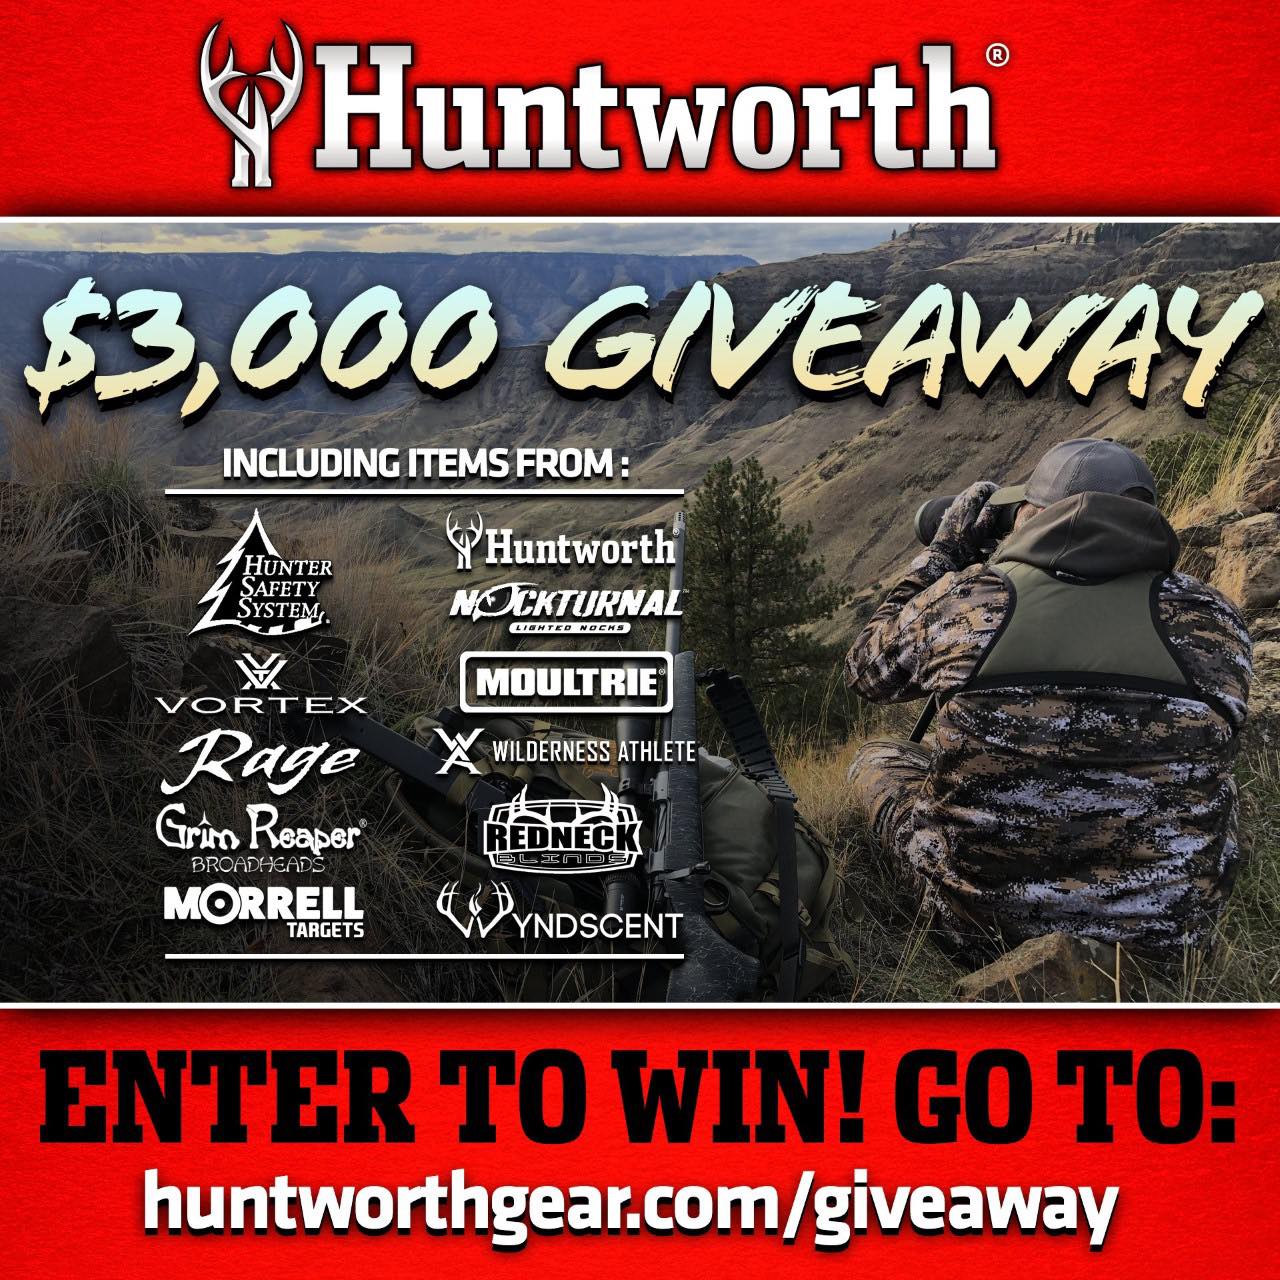 Huntworth®
$3,000 GIVEAWAY
INCLUDING ITEMS FROM :
HUNTER
SAFETY
SYSTEM®
VORTEX
Rage
Grim Reaper®
BROADHEADS
MORRELL
TARGETS
Huntworth®
NOCKTURNAL™
LIGHTED NOCKS
MOULTRIE®
WILDERNESS ATHLETE
REDNECK
BLINDS
WYNDSCENT
ENTER TO WIN! GO TO:
huntworthgear.com/giveaway